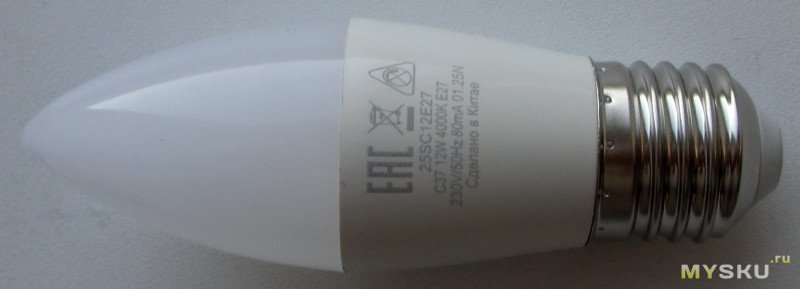 EAC
25SC12E27
C37 12W 4000K E27
230V/50Hz 80mA 01.25N
Сделано в Китае
MYSKU.ru